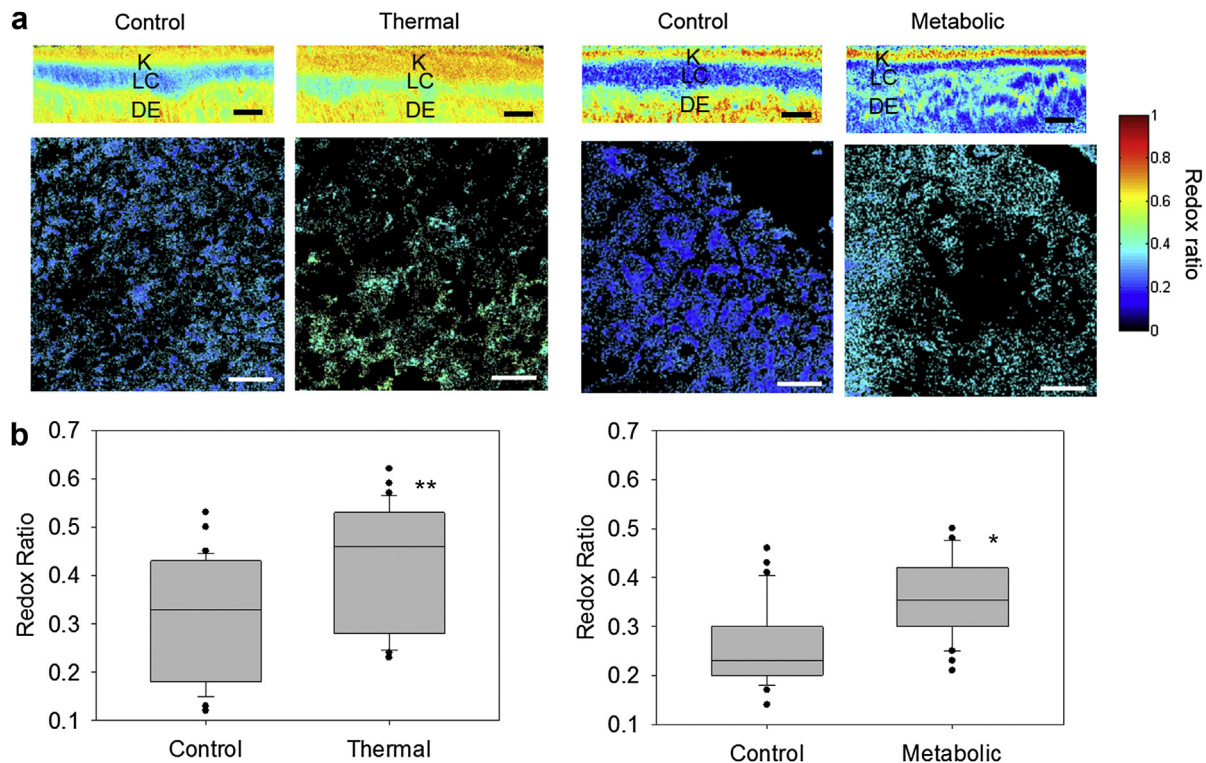 a
Control
Thermal
Control
Metabolic
K
LC
DE
K
LC
DE
K
LC
DE
K
LC
DE
1
0.8
0.6
0.4
0.2
0
Redox ratio
b
0.7
0.6
0.5
0.4
0.3
0.2
0.1
Redox Ratio
**
Control
Thermal
0.7
0.6
0.5
0.4
0.3
0.2
0.1
Redox Ratio
*
Control
Metabolic